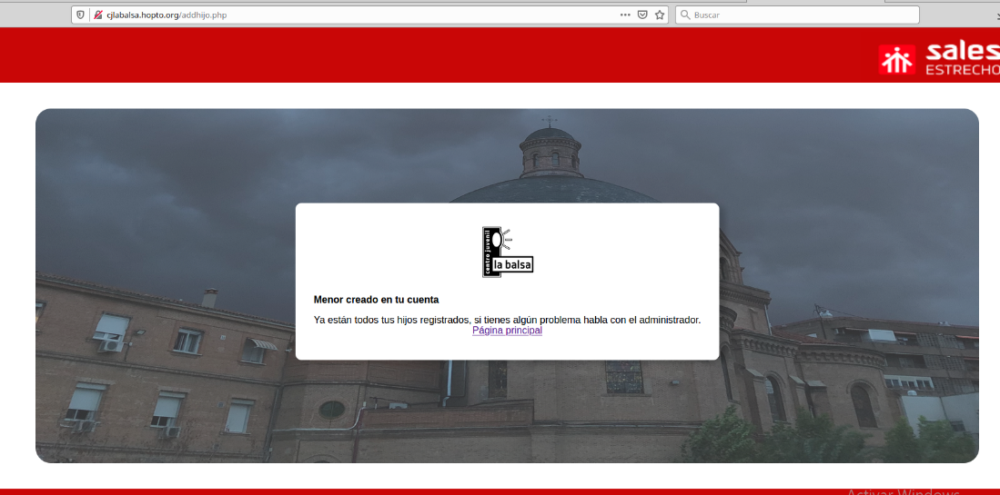 cjlabalsa.hopto.org/addhijo.php
Buscar
sales
ESTRECHO
centro juvenil
la balsa
Menor creado en tu cuenta
Ya están todos tus hijos registrados, si tienes algún problema habla con el administrador.
Página principal
Activar Windows